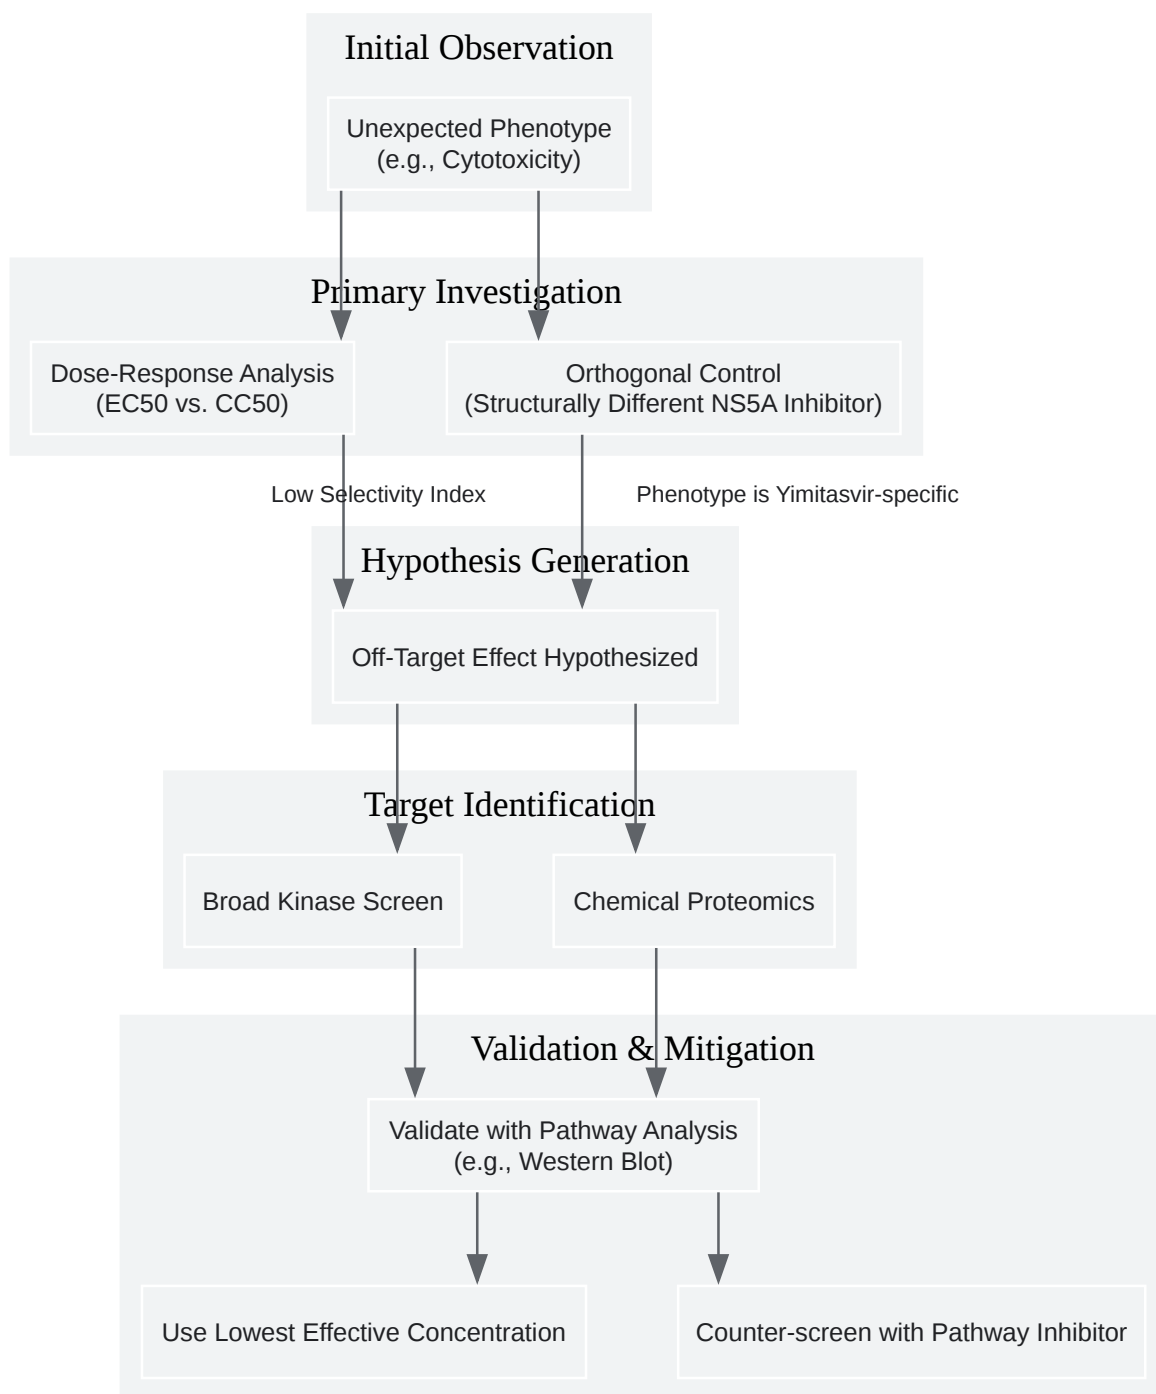 Initial Observation
Unexpected Phenotype
(e.g., Cytotoxicity)
Primary Investigation
Dose-Response Analysis
(EC50 vs. CC50)
Orthogonal Control
(Structurally Different NS5A Inhibitor)
Low Selectivity Index
Phenotype is Yimitasvir-specific
Hypothesis Generation
Off-Target Effect Hypothesized
Target Identification
Broad Kinase Screen
Chemical Proteomics
Validation & Mitigation
Validate with Pathway Analysis
(e.g., Western Blot)
Use Lowest Effective Concentration
Counter-screen with Pathway Inhibitor